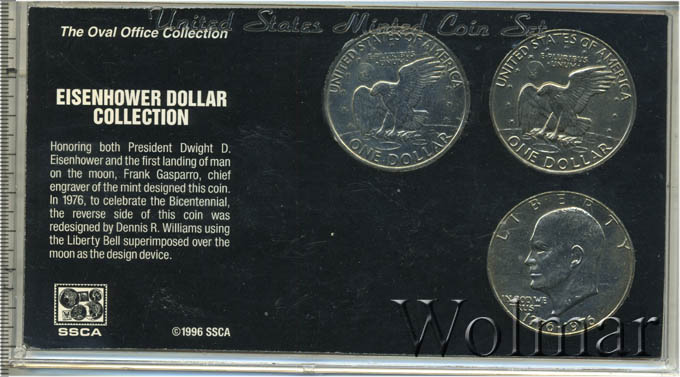 United States Minted Coin Set
The Oval Office Collection
EISENHOWER DOLLAR
COLLECTION
Honoring both President Dwight D.
Eisenhower and the first landing of man
on the moon, Frank Gasparro, chief
engraver of the mint designed this coin.
In 1976, to celebrate the Bicentennial,
the reverse side of this coin was
redesigned by Dennis R. Williams using
the Liberty Bell superimposed over the
moon as the design device.
SSCA
©1996 SSCA
UNITED STATES OF AMERICA
E PLURIBUS
UNUM
ONE DOLLAR
UNITED STATES OF AMERICA
E PLURIBUS
UNUM
ONE DOLLAR
LIBERTY
IN GOD WE
TRUST
1976
Wolmar